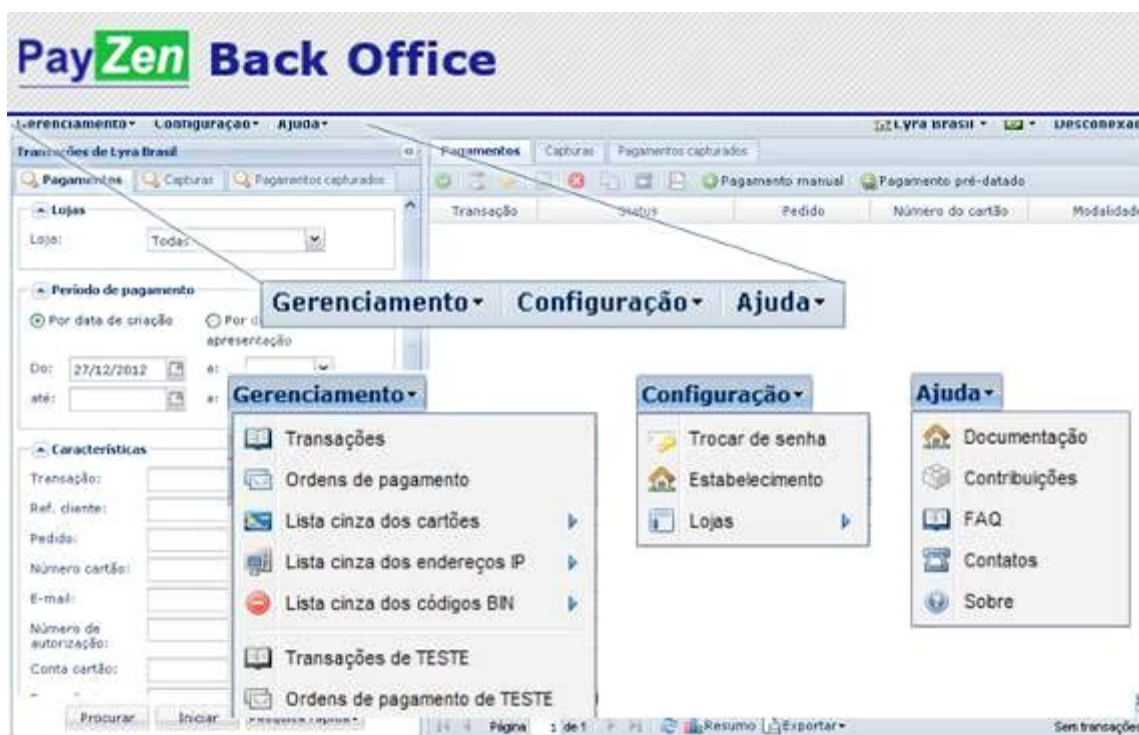 PayZen Back Office
Gerenciamento Configuração Ajuda
Lyra Brasil
Transações de Lyra Brasil
Pagamentos Capturas Pagamentos capturados
Pagamentos Capturas Pagamentos capturados
Pagamento manual Pagamento pré-datado
Transação Status Pedido Número do cartão
Lojas
Loja: Todas
Gerenciamento Configuração Ajuda
Período de pagamento
Por data de criação
Por
apresentação
Do: 27/12/2012 a:
até: a:
Gerenciamento
Transações
Ordens de pagamento
Lista cinza dos cartões
Lista cinza dos endereços IP
Lista cinza dos códigos BIN
Transações de TESTE
Ordens de pagamento de TESTE
Configuração
Trocar de senha
Estabelecimento
Lojas
Ajuda
Documentação
Contribuições
FAQ
Contatos
Sobre
Características
Transação:
Ref. cliente:
Pedido:
Número cartão:
E-mail:
Número de
autorização:
Conta cartão:
Procurar Iniciar Pesquisa rápida
Página 1 de 1 Resumo Exportar Sem transações